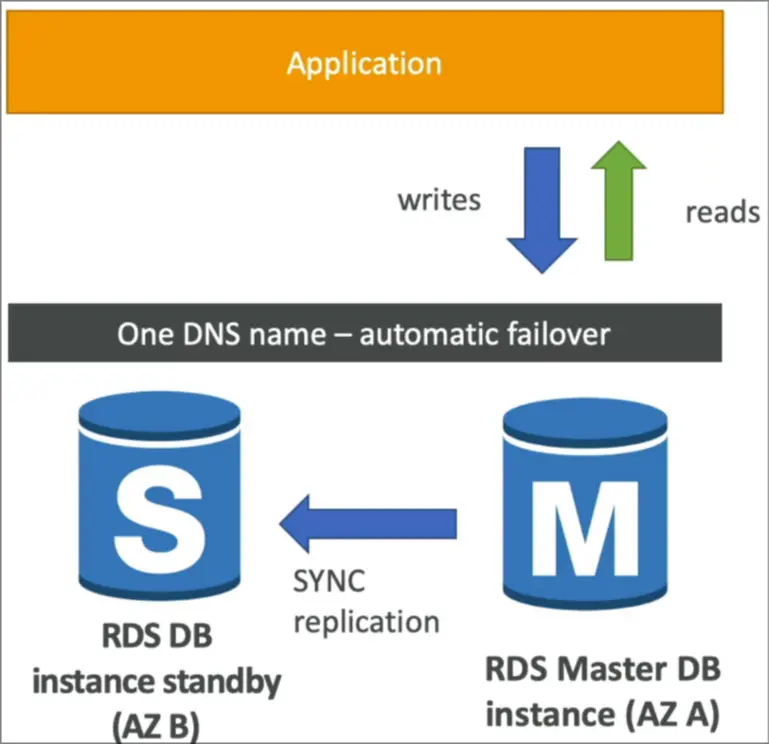 Application
writes
reads
One DNS name – automatic failover
S
M
SYNC
replication
RDS DB
instance standby
(AZ B)
RDS Master DB
instance (AZ A)